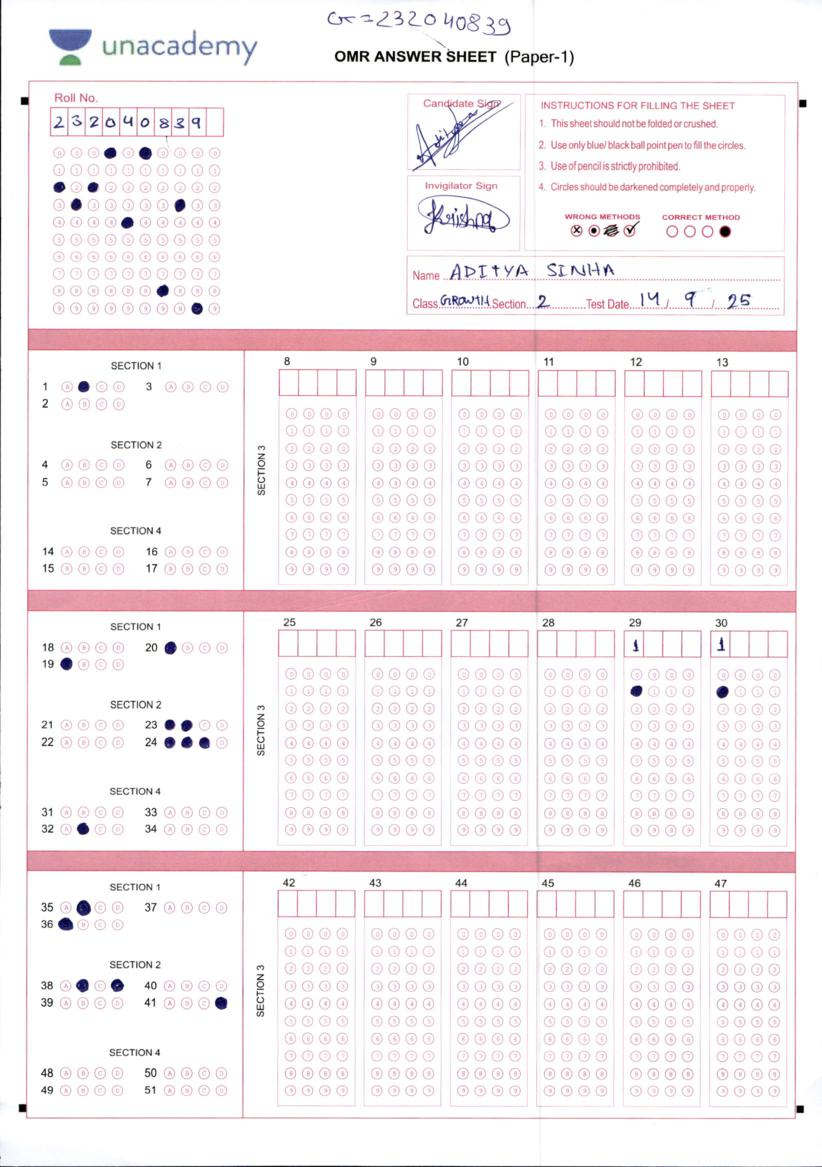 G=232040839
unacademy
OMR ANSWER SHEET (Paper-1)
Roll No.
2 3 2 0 4 0 8 3 9
Candidate Sign
Aditya
Invigilator Sign
Krishna
INSTRUCTIONS FOR FILLING THE SHEET
1. This sheet should not be folded or crushed.
2. Use only blue/ black ball point pen to fill the circles.
3. Use of pencil is strictly prohibited.
4. Circles should be darkened completely and properly.
WRONG METHODS CORRECT METHOD
Name ADITYA SINHA
Class GROWTH Section 2 Test Date 14 / 9 / 25
SECTION 1
1 A C D 3 A B C D
2 A B C D
SECTION 2
4 A B C D 6 A B C D
5 A B C D 7 A B C D
SECTION 4
14 A B C D 16 A B C D
15 A B C D 17 A B C D
SECTION 3
8 9 10 11 12 13
SECTION 1
18 A B C D 20 B C D
19 B C D
SECTION 2
21 A B C D 23 C D
22 A B C D 24 D
SECTION 4
31 A B C D 33 A B C D
32 A C D 34 A B C D
SECTION 3
25 26 27 28 29 30
1 1
SECTION 1
35 A C D 37 A B C D
36 B C D
SECTION 2
38 A C 40 A B C D
39 A B C D 41 A B C
SECTION 4
48 A B C D 50 A B C D
49 A B C D 51 A B C D
SECTION 3
42 43 44 45 46 47